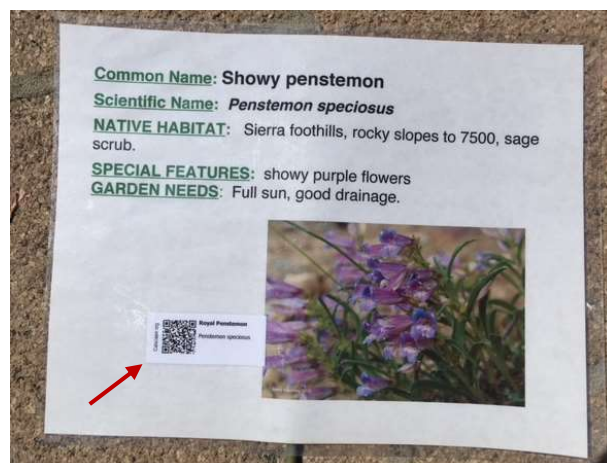 Common Name: Showy penstemon
Scientific Name: Penstemon speciosus
NATIVE HABITAT: Sierra foothills, rocky slopes to 7500, sage
scrub.
SPECIAL FEATURES: showy purple flowers
GARDEN NEEDS: Full sun, good drainage.
Royal Penstemon
Penstemon speciosus